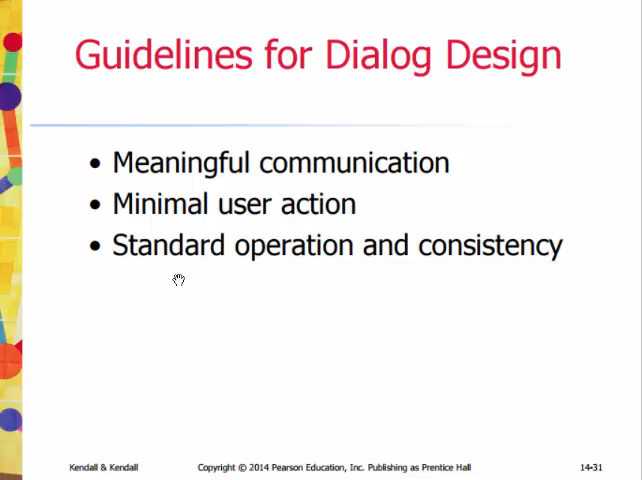 Guidelines for Dialog Design
• Meaningful communication
• Minimal user action
• Standard operation and consistency
Kendall & Kendall Copyright © 2014 Pearson Education, Inc. Publishing as Prentice Hall 14-31